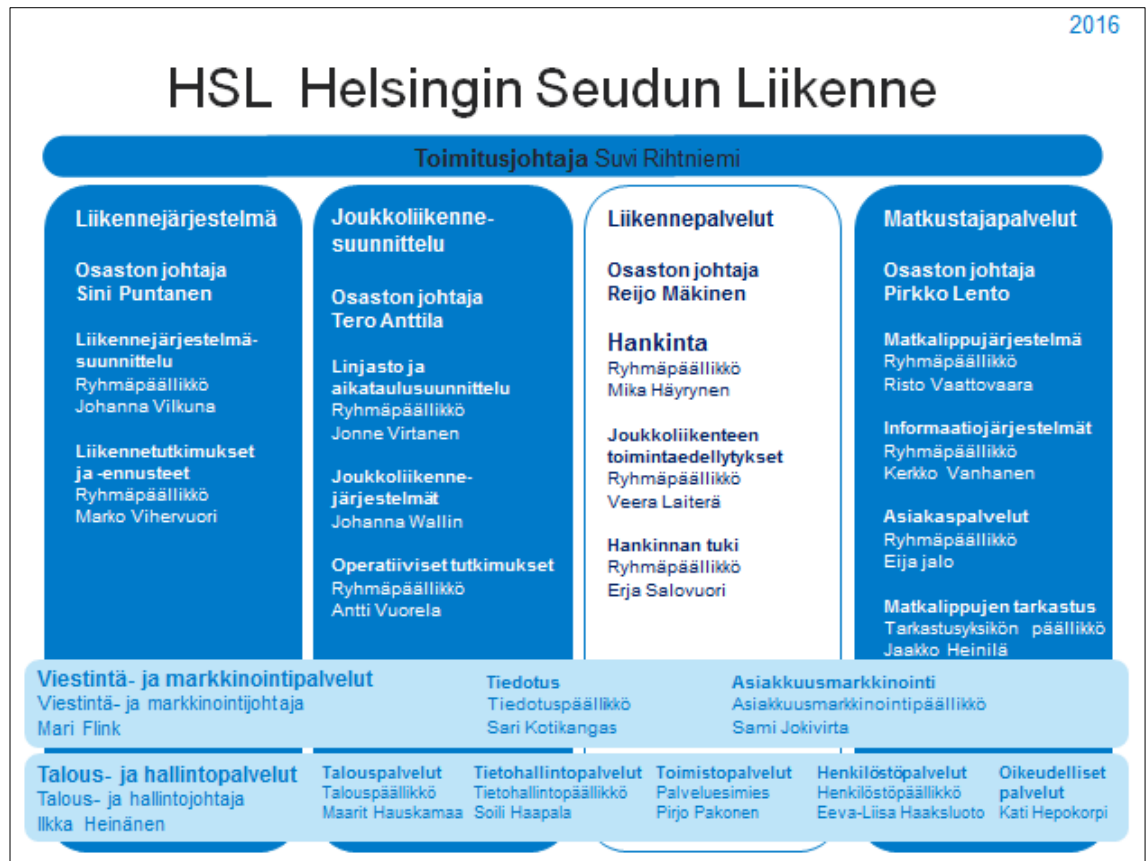 2016
HSL Helsingin Seudun Liikenne
Toimitusjohtaja Suvi Rihtniemi
Liikennejärjestelmä
Osaston johtaja
Sini Puntanen
Liikennejärjestelmä-
suunnittelu
Ryhmäpäällikkö
Johanna Vilkuna
Liikennetutkimukset
ja -ennusteet
Ryhmäpäällikkö
Marko Vihervuori
Joukkoliikenne-
suunnittelu
Osaston johtaja
Tero Anttila
Linjasto ja
aikataulusuunnittelu
Ryhmäpäällikkö
Jonne Virtanen
Joukkoliikenne-
järjestelmät
Johanna Wallin
Operatiiviset tutkimukset
Ryhmäpäällikkö
Antti Vuorela
Liikennepalvelut
Osaston johtaja
Reijo Mäkinen
Hankinta
Ryhmäpäällikkö
Mika Häyrynen
Joukkoliikenteen
toimintaedellytykset
Ryhmäpäällikkö
Veera Laiterä
Hankinnan tuki
Ryhmäpäällikkö
Erja Salovuori
Matkustajapalvelut
Osaston johtaja
Pirkko Lento
Matkalippujärjestelmä
Ryhmäpäällikkö
Risto Vaattovaara
Informaatiojärjestelmät
Ryhmäpäällikkö
Kerkko Vanhanen
Asiakaspalvelut
Ryhmäpäällikkö
Eija jalo
Matkalippujen tarkastus
Tarkastusyksikön päällikkö
Jaakko Heinilä
Viestintä- ja markkinointipalvelut
Viestintä- ja markkinointijohtaja
Mari Flink
Tiedotus
Tiedotuspäällikkö
Sari Kotikangas
Asiakkuusmarkkinointi
Asiakkuusmarkkinointipäällikkö
Sami Jokivirta
Talous- ja hallintopalvelut
Talous- ja hallintojohtaja
Ilkka Heinänen
Talouspalvelut
Talouspäällikkö
Maarit Hauskamaa
Tietohallintopalvelut
Tietohallintopäällikkö
Soili Haapala
Toimistopalvelut
Palveluesimies
Pirjo Pakonen
Henkilöstöpalvelut
Henkilöstöpäällikkö
Eeva-Liisa Haaksluoto
Oikeudelliset
palvelut
Kati Hepokorpi